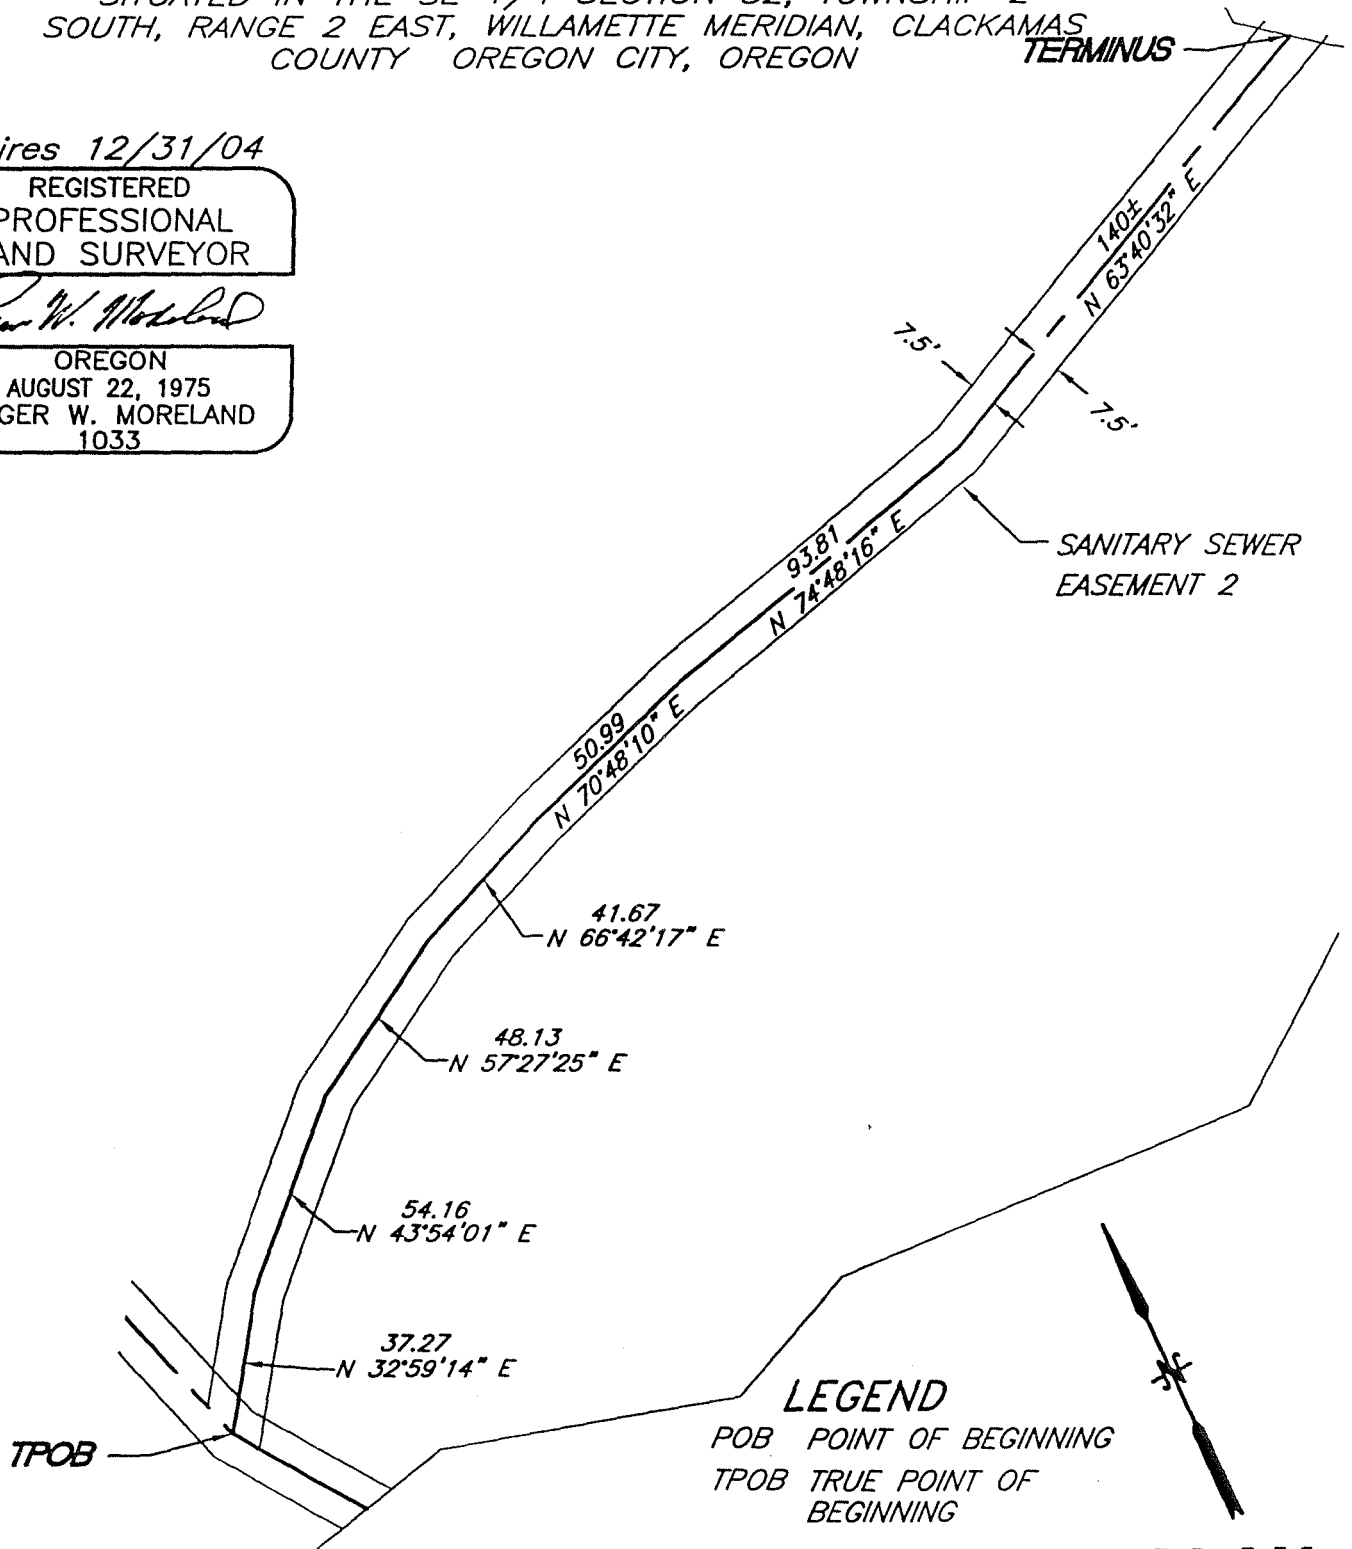 SOUTH, RANGE 2 EAST, WILLAMETTE MERIDIAN, CLACKAMAS
COUNTY OREGON CITY, OREGON
TERMINUS
12/31/04
REGISTERED
PROFESSIONAL
SURVEYOR
W. Moreland
OREGON
AUGUST 22, 1975
W. MORELAND
1033
140±
N 63°40'32" E
7.5'
7.5'
SANITARY SEWER
EASEMENT 2
93.81
N 74°48'16" E
50.99
N 70°48'10" E
41.67
N 66°42'17" E
48.13
N 57°27'25" E
54.16
N 43°54'01" E
37.27
N 32°59'14" E
TPOB
LEGEND
POB POINT OF BEGINNING
TPOB TRUE POINT OF
BEGINNING
N